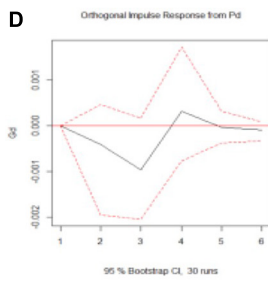 D
Orthogonal Impulse Response from Pd
0.001
0.000
-0.001
-0.002
Gd
1 2 3 4 5 6
95 % Bootstrap CI, 30 runs